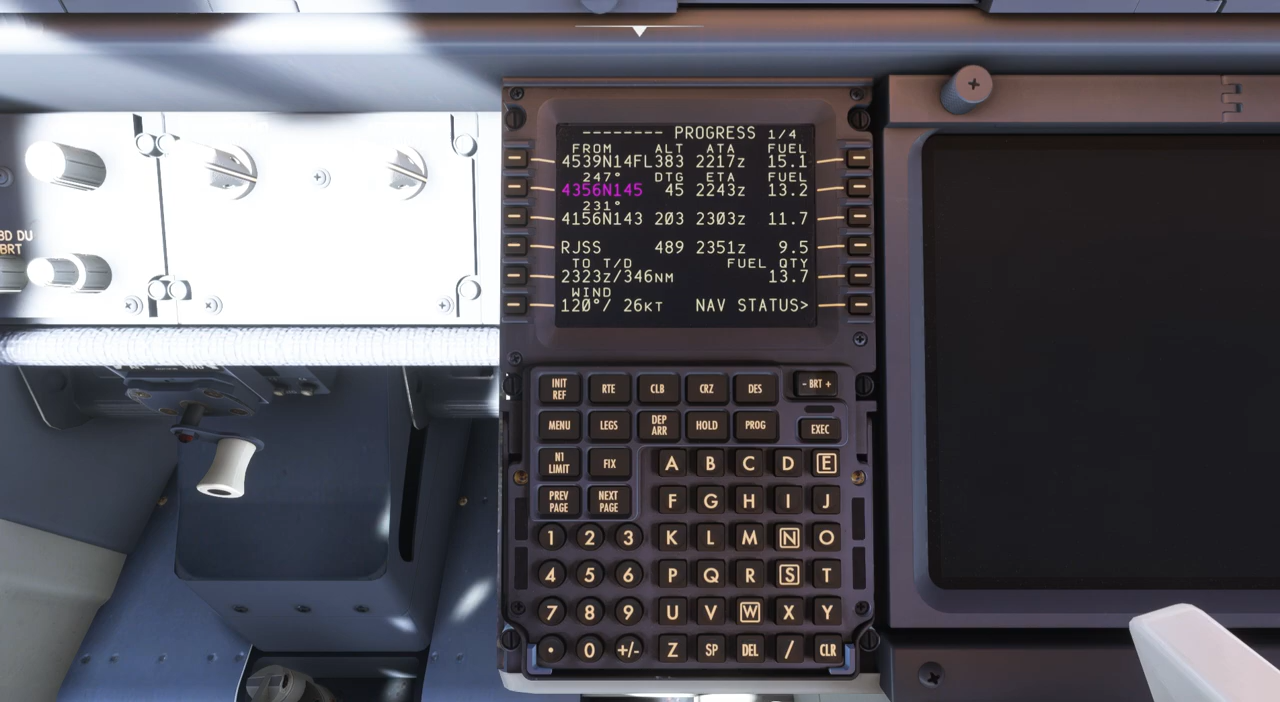 -------- PROGRESS 1/4
FROM ALT ATA FUEL
4539N14FL383 2217z 15.1
247° DTG ETA FUEL
4356N145 45 2243z 13.2
231°
4156N143 203 2303z 11.7
RJSS 489 2351z 9.5
TO T/D FUEL QTY
2323z/346NM 13.7
WIND
120°/ 26KT NAV STATUS>
BD DU
BRT
INIT REF RTE CLB CRZ DES - BRT +
MENU LEGS DEP ARR HOLD PROG EXEC
N1 LIMIT FIX A B C D E
PREV PAGE NEXT PAGE F G H I J
1 2 3 K L M N O
4 5 6 P Q R S T
7 8 9 U V W X Y
. 0 +/- Z SP DEL / CLR